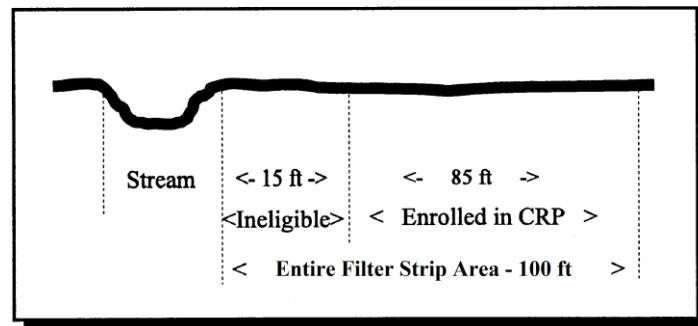 Stream <- 15 ft -> <- 85 ft ->
<Ineligible> < Enrolled in CRP >
< Entire Filter Strip Area - 100 ft >